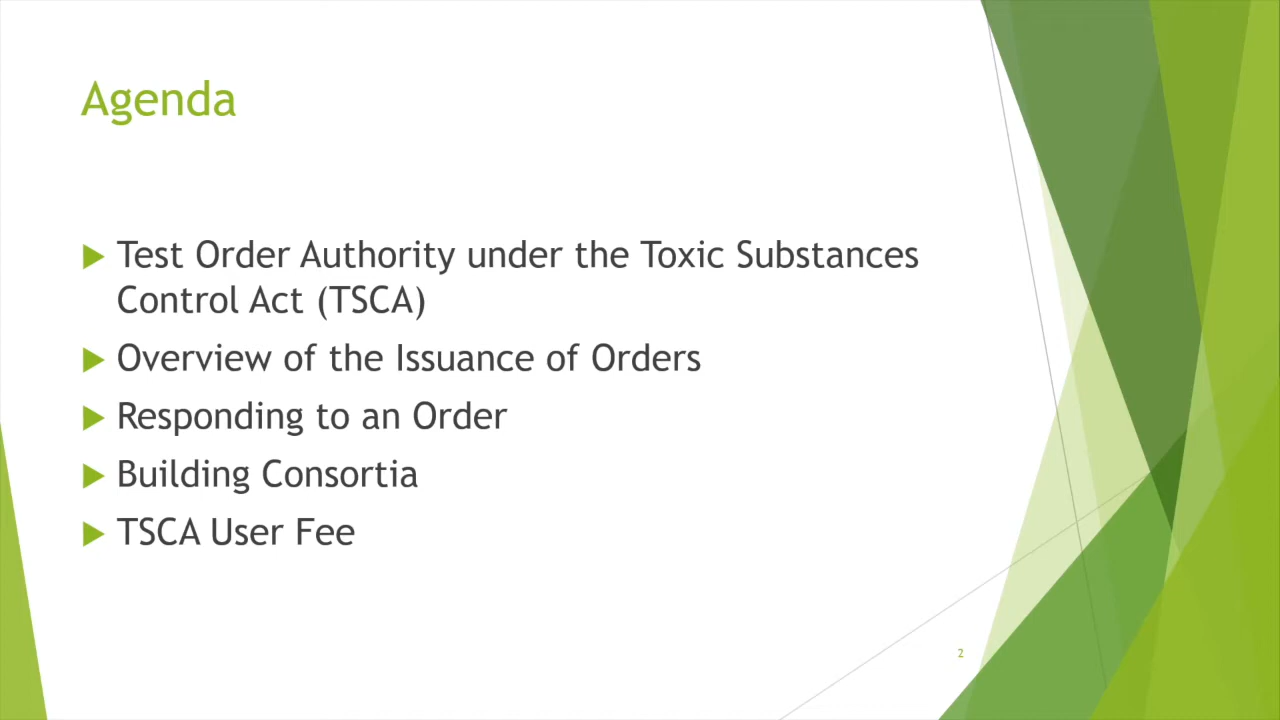 Agenda
Test Order Authority under the Toxic Substances
Control Act (TSCA)
Overview of the Issuance of Orders
Responding to an Order
Building Consortia
TSCA User Fee
2